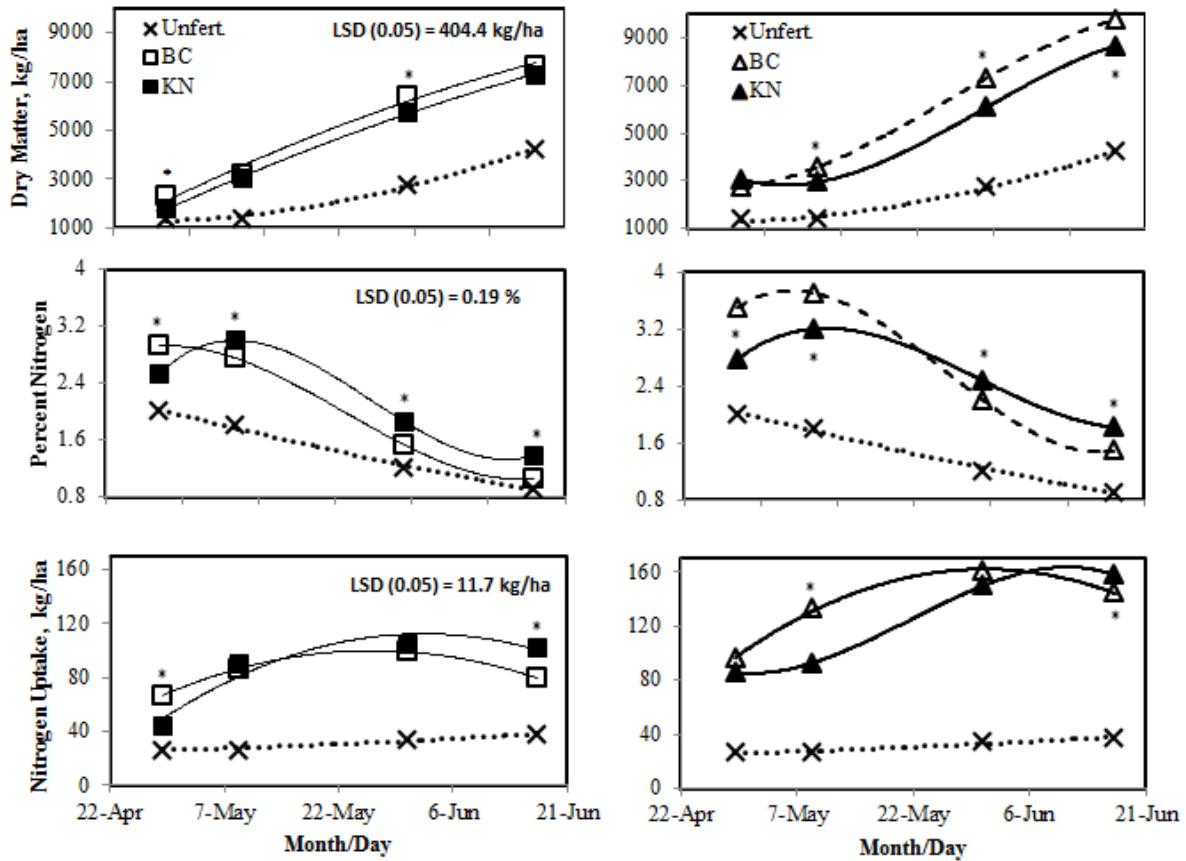 Dry Matter, kg/ha
9000
7000
5000
3000
1000
Unfert.
BC
KN
LSD (0.05) = 404.4 kg/ha
*
*
9000
7000
5000
3000
1000
Unfert.
BC
KN
*
*
*
Percent Nitrogen
4
3.2
2.4
1.6
0.8
LSD (0.05) = 0.19 %
*
*
*
*
4
3.2
2.4
1.6
0.8
*
*
*
*
Nitrogen Uptake, kg/ha
160
120
80
40
0
LSD (0.05) = 11.7 kg/ha
*
*
22-Apr 7-May 22-May 6-Jun 21-Jun
Month/Day
160
120
80
40
0
*
*
22-Apr 7-May 22-May 6-Jun 21-Jun
Month/Day